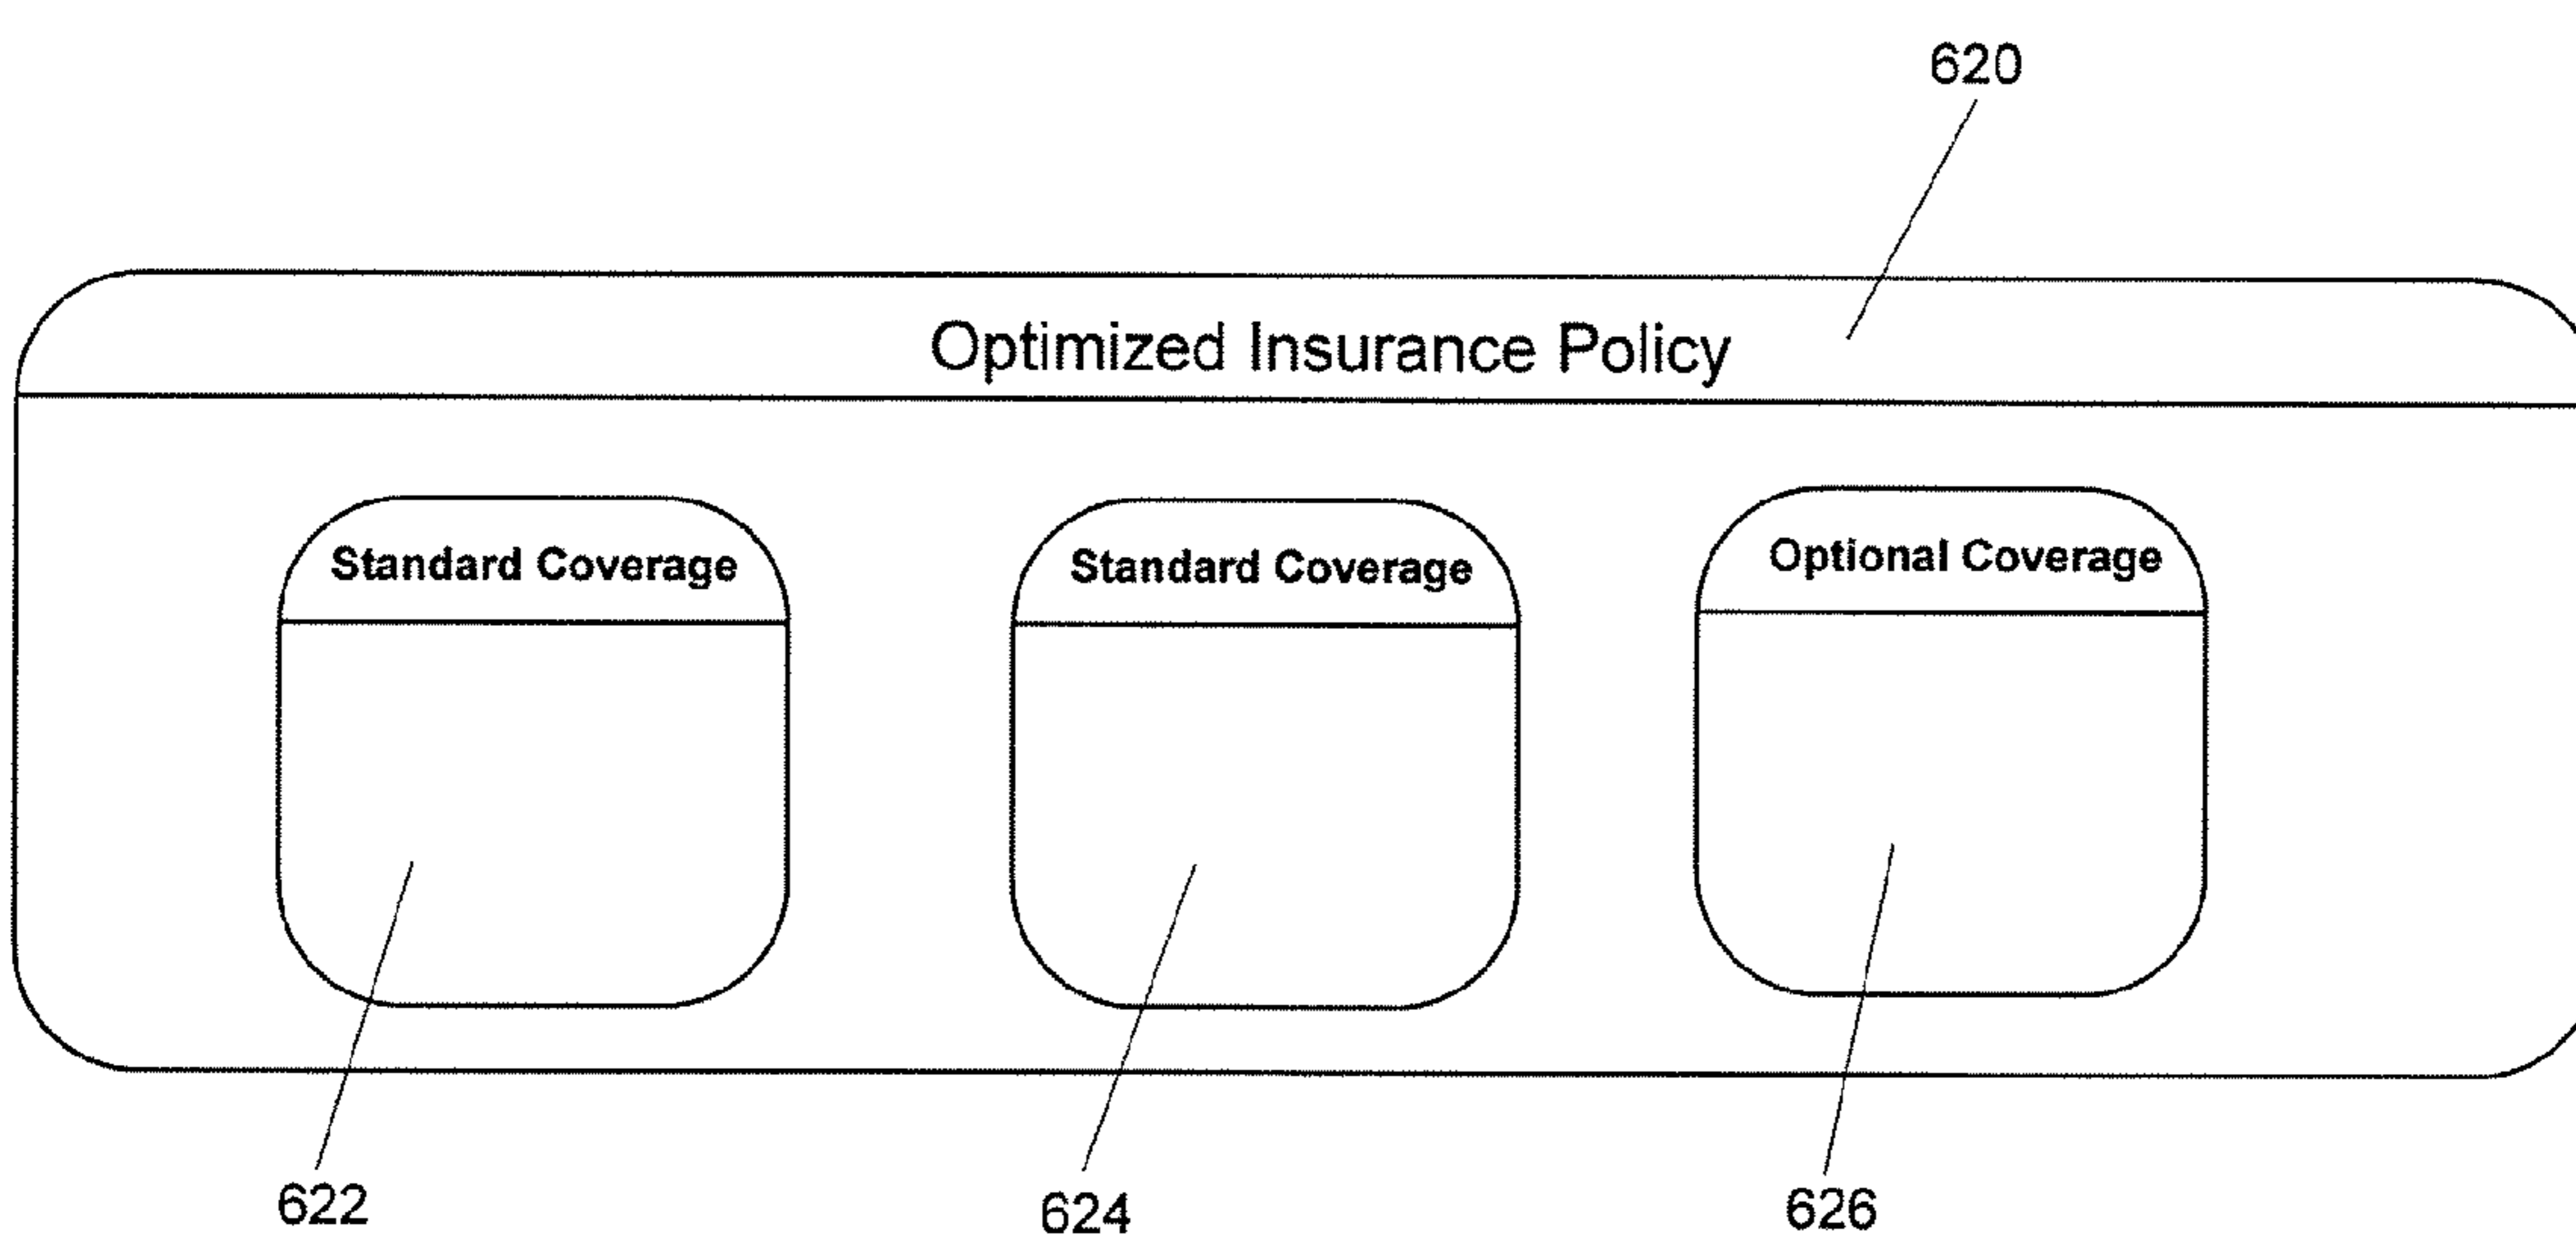 620
Optimized Insurance Policy
Standard Coverage
Standard Coverage
Optional Coverage
622
624
626